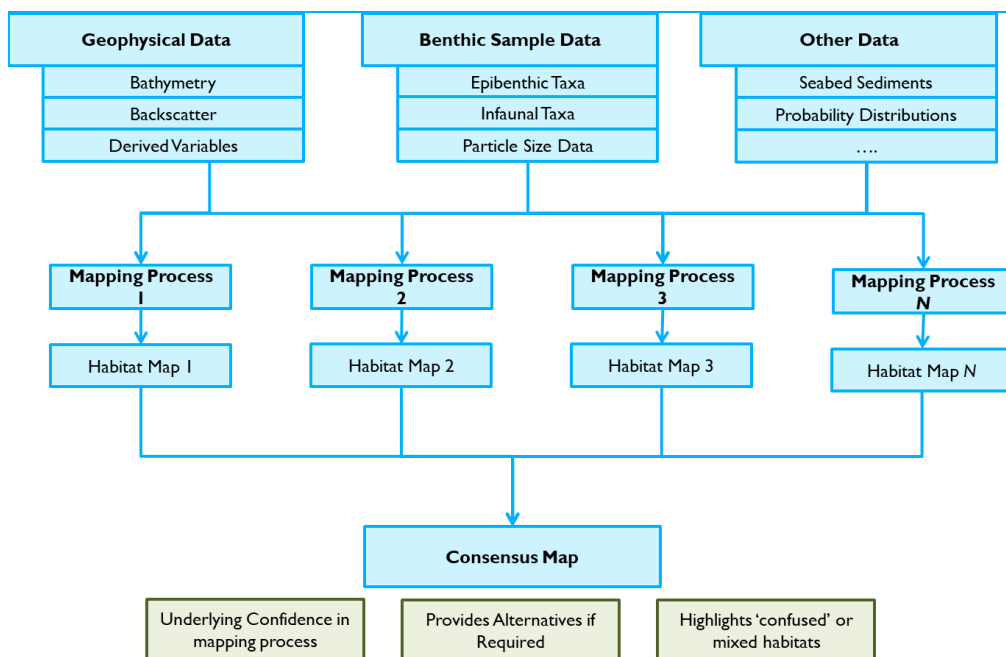 Geophysical Data
Bathymetry
Backscatter
Derived Variables
Benthic Sample Data
Epibenthic Taxa
Infaunal Taxa
Particle Size Data
Other Data
Seabed Sediments
Probability Distributions
....
Mapping Process
1
Mapping Process
2
Mapping Process
3
Mapping Process
N
Habitat Map 1
Habitat Map 2
Habitat Map 3
Habitat Map N
Consensus Map
Underlying Confidence in
mapping process
Provides Alternatives if
Required
Highlights ‘confused’ or
mixed habitats